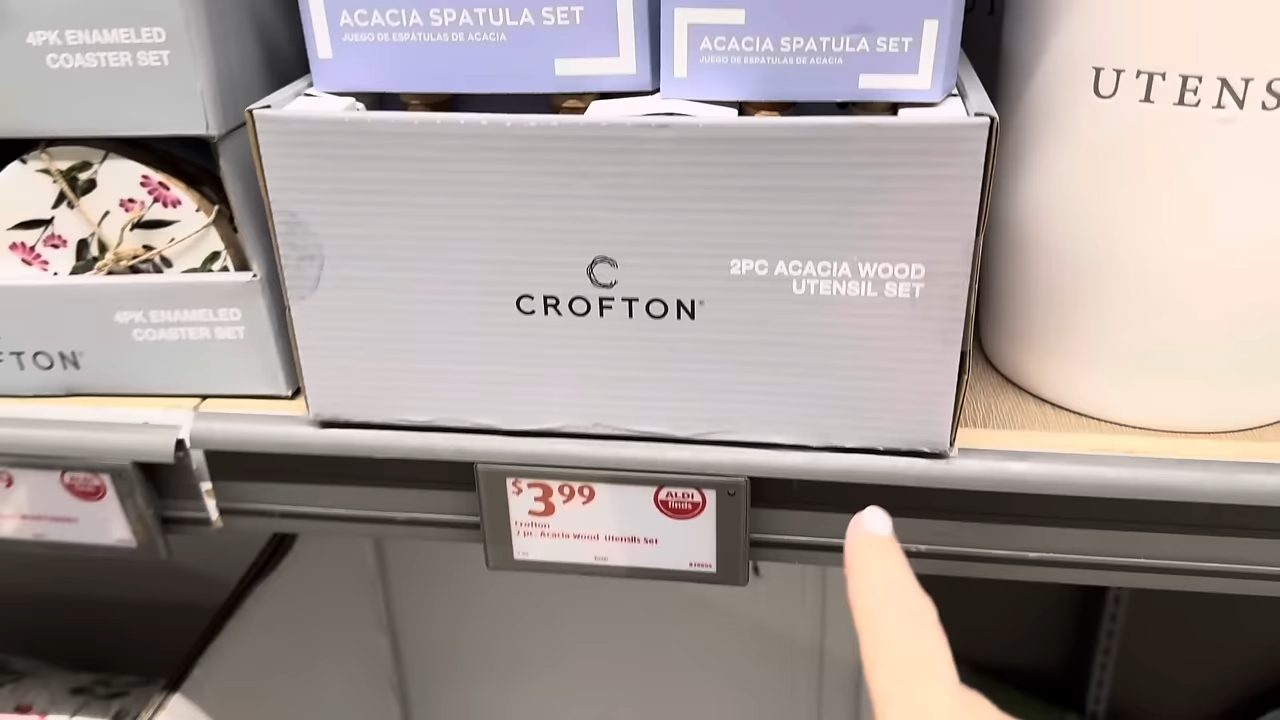 4PK ENAMELED
COASTER SET
ACACIA SPATULA SET
JUEGO DE ESPÁTULAS DE ACACIA
ACACIA SPATULA SET
JUEGO DE ESPÁTULAS DE ACACIA
UTENS
2PC ACACIA WOOD
UTENSIL SET
C
CROFTON
4PK ENAMELED
COASTER SET
FTON
$3.99
ALDI
finds
Crofton
2 pc. Acacia Wood Utensils Set
9
ALDI